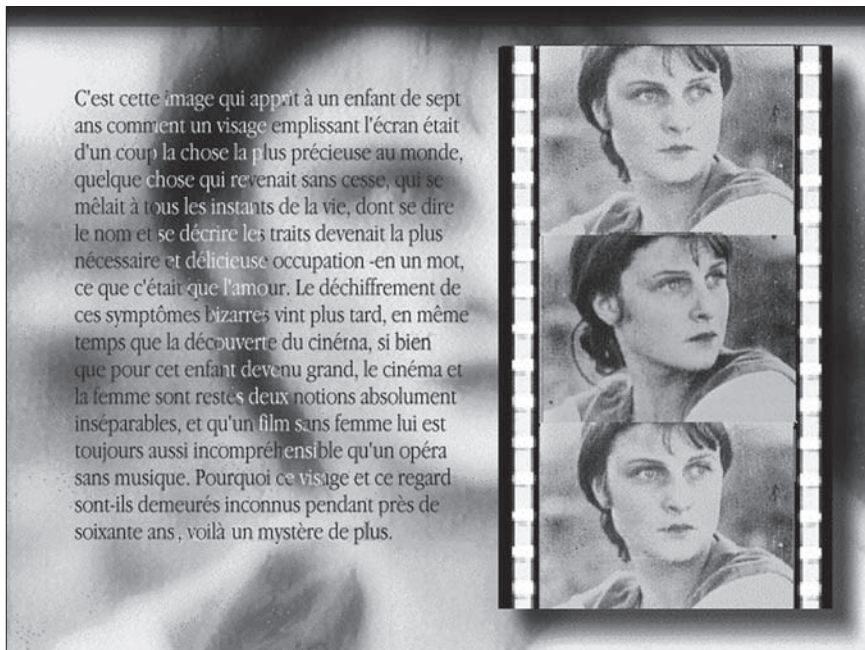 C'est cette image qui apprit à un enfant de sept
ans comment un visage emplissant l'écran était
d'un coup la chose la plus précieuse au monde,
quelque chose qui revenait sans cesse, qui se
mêlait à tous les instants de la vie, dont se dire
le nom et se décrire les traits devenait la plus
nécessaire et délicieuse occupation -en un mot,
ce que c'était que l'amour. Le déchiffrement de
ces symptômes bizarres vint plus tard, en même
temps que la découverte du cinéma, si bien
que pour cet enfant devenu grand, le cinéma et
la femme sont restés deux notions absolument
inséparables, et qu'un film sans femme lui est
toujours aussi incompréhensible qu'un opéra
sans musique. Pourquoi ce visage et ce regard
sont-ils demeurés inconnus pendant près de
soixante ans , voilà un mystère de plus.